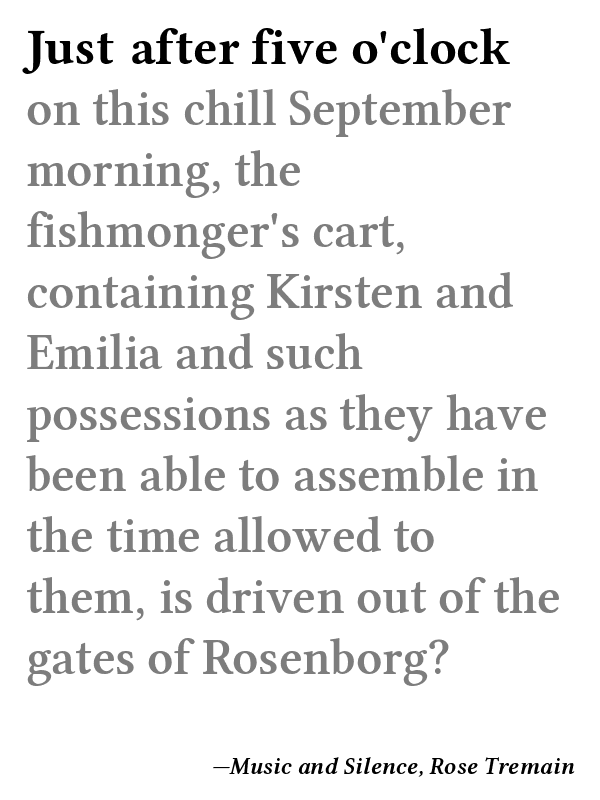 Just after five o'clock
on this chill September
morning, the
fishmonger's cart,
containing Kirsten and
Emilia and such
possessions as they have
been able to assemble in
the time allowed to
them, is driven out of the
gates of Rosenborg?
—Music and Silence, Rose Tremain